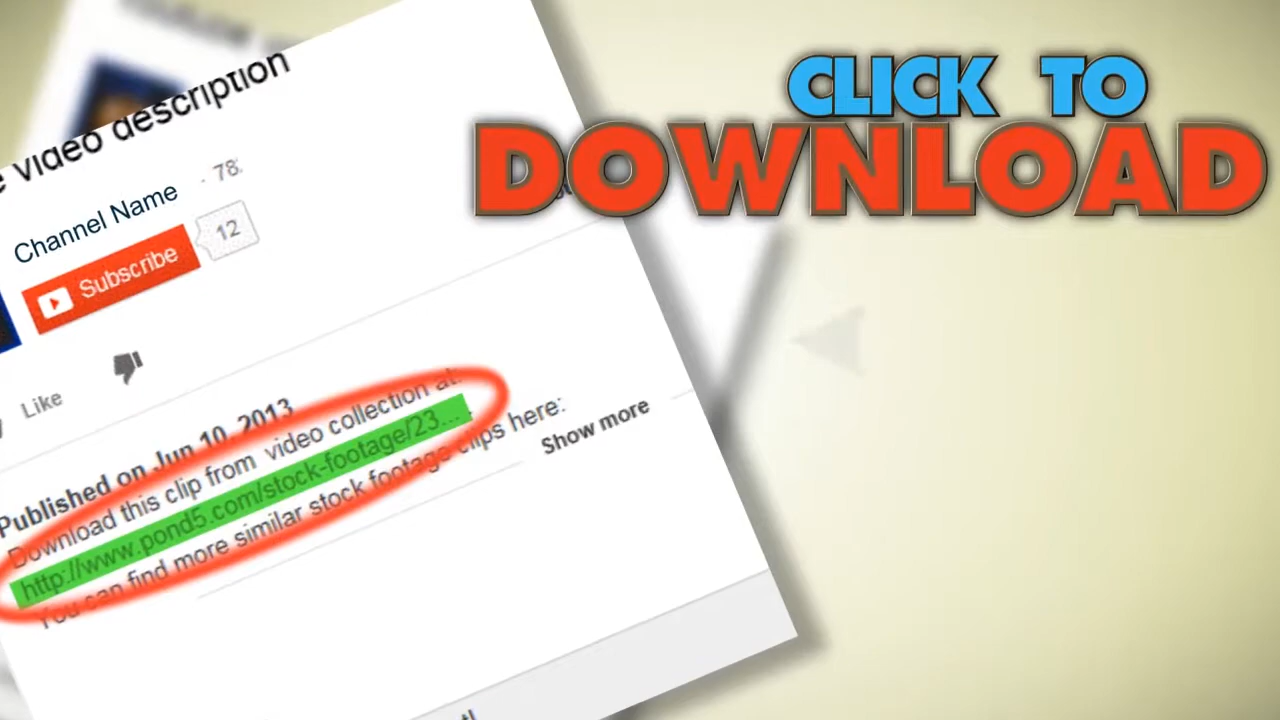 CLICK TO
DOWNLOAD
video description
Channel Name
78
Subscribe
12
Like
Published on Jun 10, 2013
Download this clip from video collection at:
http://www.pond5.com/stock-footage/23...
You can find more similar stock footage clips here:
Show more